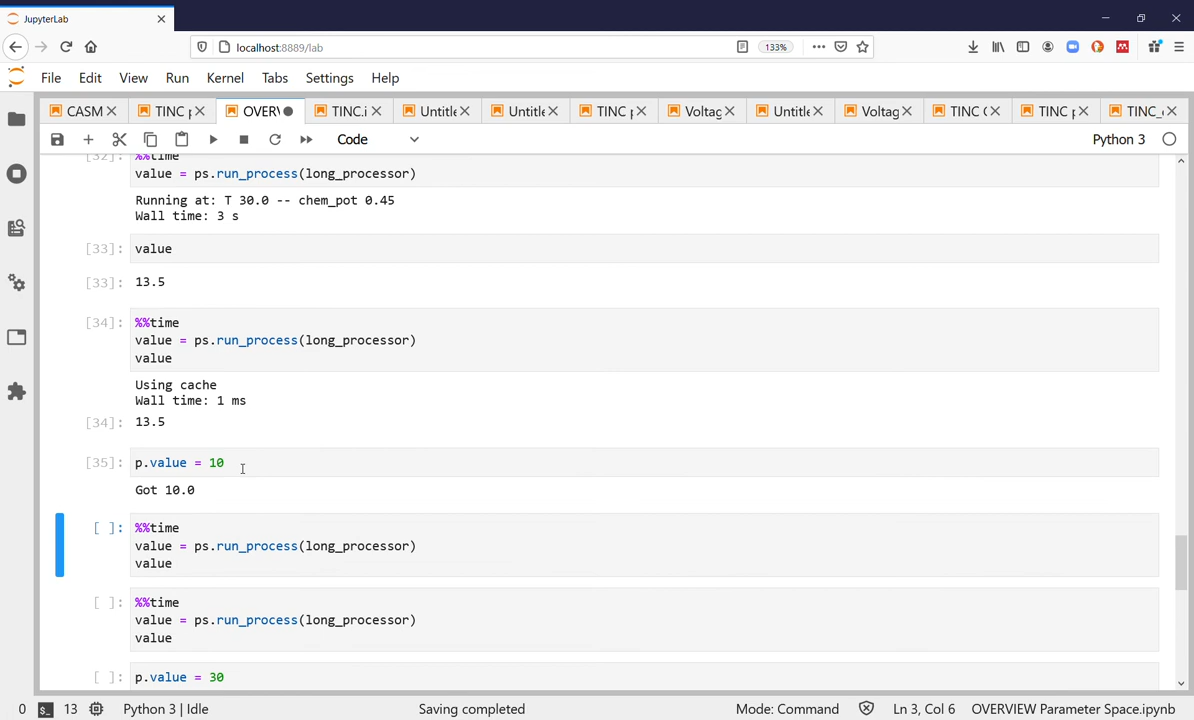 JupyterLab
localhost:8889/lab
133%
File Edit View Run Kernel Tabs Settings Help
CASM TINC p OVERV TINC.i Untitle Untitle TINC p Voltag Untitle Voltag TINC ( TINC p TINC_
Code
Python 3
[32]: %%time
value = ps.run_process(long_processor)
Running at: T 30.0 -- chem_pot 0.45
Wall time: 3 s
[33]: value
[33]: 13.5
[34]: %%time
value = ps.run_process(long_processor)
value
Using cache
Wall time: 1 ms
[34]: 13.5
[35]: p.value = 10
Got 10.0
[ ]: %%time
value = ps.run_process(long_processor)
value
[ ]: %%time
value = ps.run_process(long_processor)
value
[ ]: p.value = 30
0 $_ 13 Python 3 | Idle Saving completed Mode: Command Ln 3, Col 6 OVERVIEW Parameter Space.ipynb